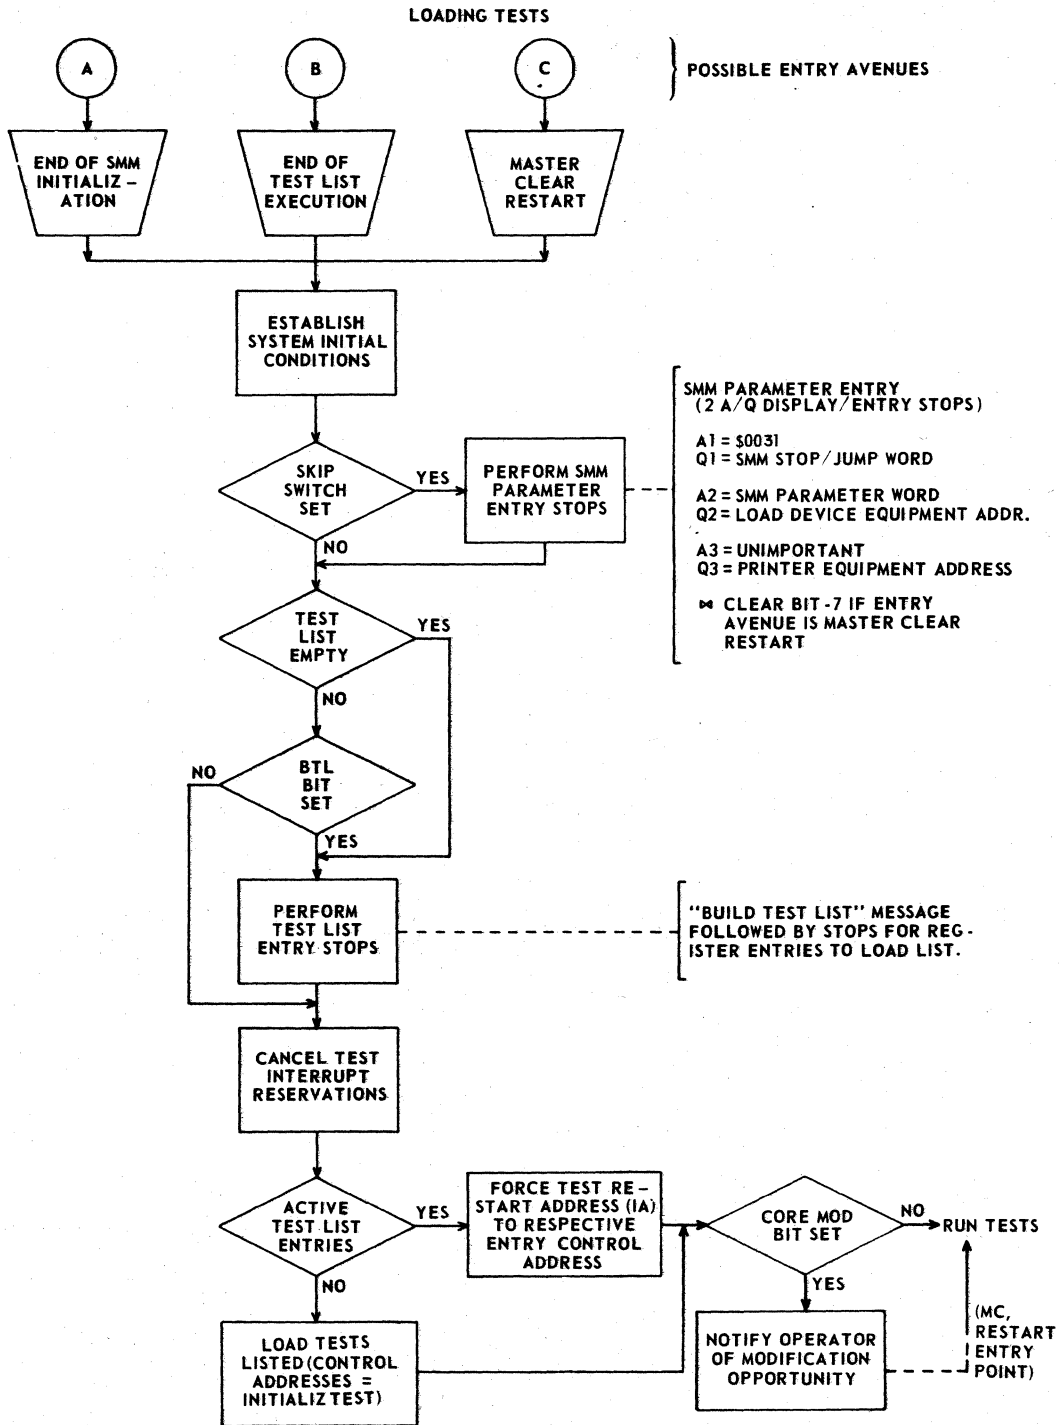 LOADING TESTS
A
B
C
POSSIBLE ENTRY AVENUES
END OF SMM
INITIALIZ -
ATION
END OF
TEST LIST
EXECUTION
MASTER
CLEAR
RESTART
ESTABLISH
SYSTEM INITIAL
CONDITIONS
SKIP
SWITCH
SET
YES
NO
PERFORM SMM
PARAMETER
ENTRY STOPS
SMM PARAMETER ENTRY
(2 A/Q DISPLAY/ENTRY STOPS)
A1 = $0031
Q1 = SMM STOP/JUMP WORD
A2 = SMM PARAMETER WORD
Q2 = LOAD DEVICE EQUIPMENT ADDR.
A3 = UNIMPORTANT
Q3 = PRINTER EQUIPMENT ADDRESS
⋈ CLEAR BIT -7 IF ENTRY
AVENUE IS MASTER CLEAR
RESTART
TEST
LIST
EMPTY
YES
NO
BTL
BIT
SET
NO
YES
PERFORM
TEST LIST
ENTRY STOPS
"BUILD TEST LIST" MESSAGE
FOLLOWED BY STOPS FOR REG-
ISTER ENTRIES TO LOAD LIST.
CANCEL TEST
INTERRUPT
RESERVATIONS
ACTIVE
TEST LIST
ENTRIES
YES
NO
FORCE TEST RE-
START ADDRESS (IA)
TO RESPECTIVE
ENTRY CONTROL
ADDRESS
CORE MOD
BIT SET
NO
RUN TESTS
YES
LOAD TESTS
LISTED (CONTROL
ADDRESSES =
INITIALIZ TEST)
NOTIFY OPERATOR
OF MODIFICATION
OPPORTUNITY
(MC,
RESTART
ENTRY
POINT)